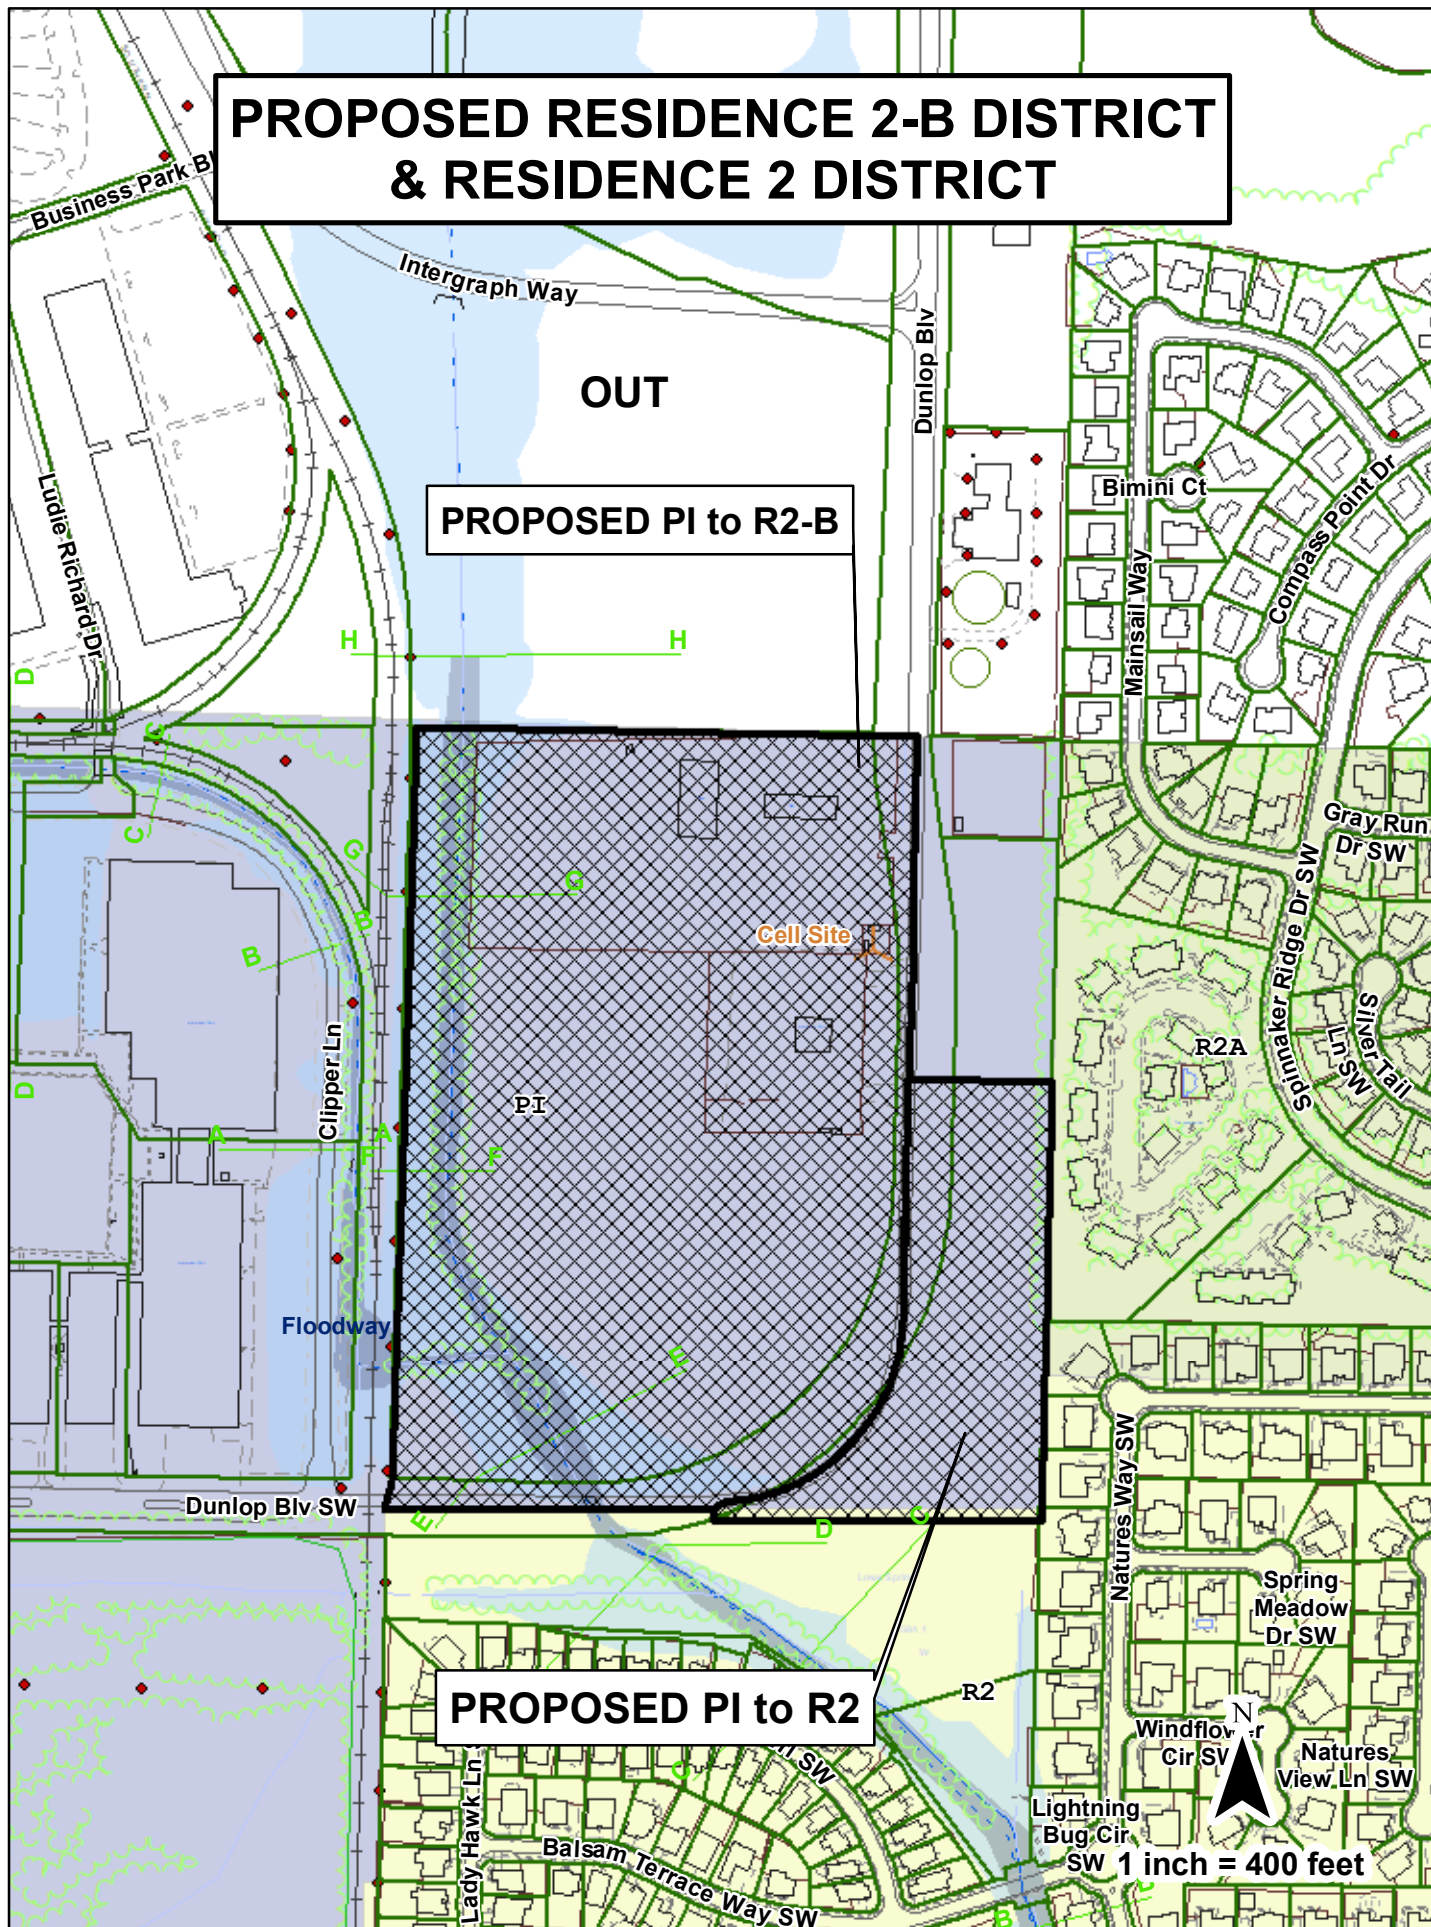 PROPOSED RESIDENCE 2-B DISTRICT
& RESIDENCE 2 DISTRICT
Business Park
Intergraph Way
Dunlop Blv
OUT
PROPOSED PI to R2-B
Ludie Richard Dr
Bimini Ct
Compass Point Dr
Mainsail Way
H
H
D
C
C
G
G
B
B
Gray Run
Dr SW
Cell Site
Spinnaker Ridge Dr SW
Silver Tail
Ln SW
R2A
Clipper Ln
D
PI
A
A
F
F
Floodway
E
E
Dunlop Blv SW
D
C
Natures Way SW
Spring
Meadow
Dr SW
PROPOSED PI to R2
R2
N
Windflower
Cir SW
Natures
View Ln SW
C
SW
Lady Hawk Ln
Lightning
Bug Cir
SW
1 inch = 400 feet
Balsam Terrace Way SW
B